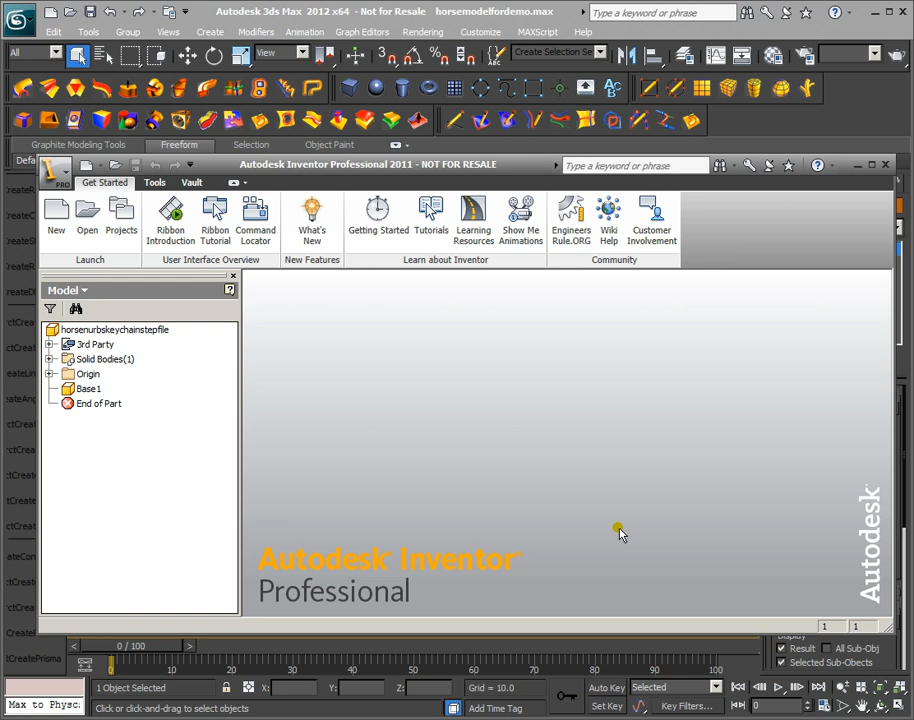 Autodesk 3ds Max 2012 x64 - Not for Resale horsemodelfordemo.max
Type a keyword or phrase
Edit Tools Group Views Create Modifiers Animation Graph Editors Rendering Customize MAXScript Help
All View Create Selection Se
Graphite Modeling Tools Freeform Selection Object Paint
Defa
Autodesk Inventor Professional 2011 - NOT FOR RESALE
Type a keyword or phrase
PRO
Get Started Tools Vault
New Open Projects Ribbon Introduction Ribbon Tutorial Command Locator What's New Getting Started Tutorials Learning Resources Show Me Animations Engineers Rule.ORG Wiki Help Customer Involvement
Launch User Interface Overview New Features Learn about Inventor Community
Model
horsenurbskeychainstepfile
3rd Party
Solid Bodies(1)
Origin
Base1
End of Part
Autodesk Inventor
Professional
Autodesk
1 1
ctCreatePrisma
0 / 100
Display
Result All Sub-Obj
Selected Sub-Objects
0 10 20 30 40 50 60 70 80 90 100
1 Object Selected X: Y: Z: Grid = 10.0 Auto Key Selected
Max to Physc
Click or click-and-drag to select objects Add Time Tag Set Key Key Filters... 0